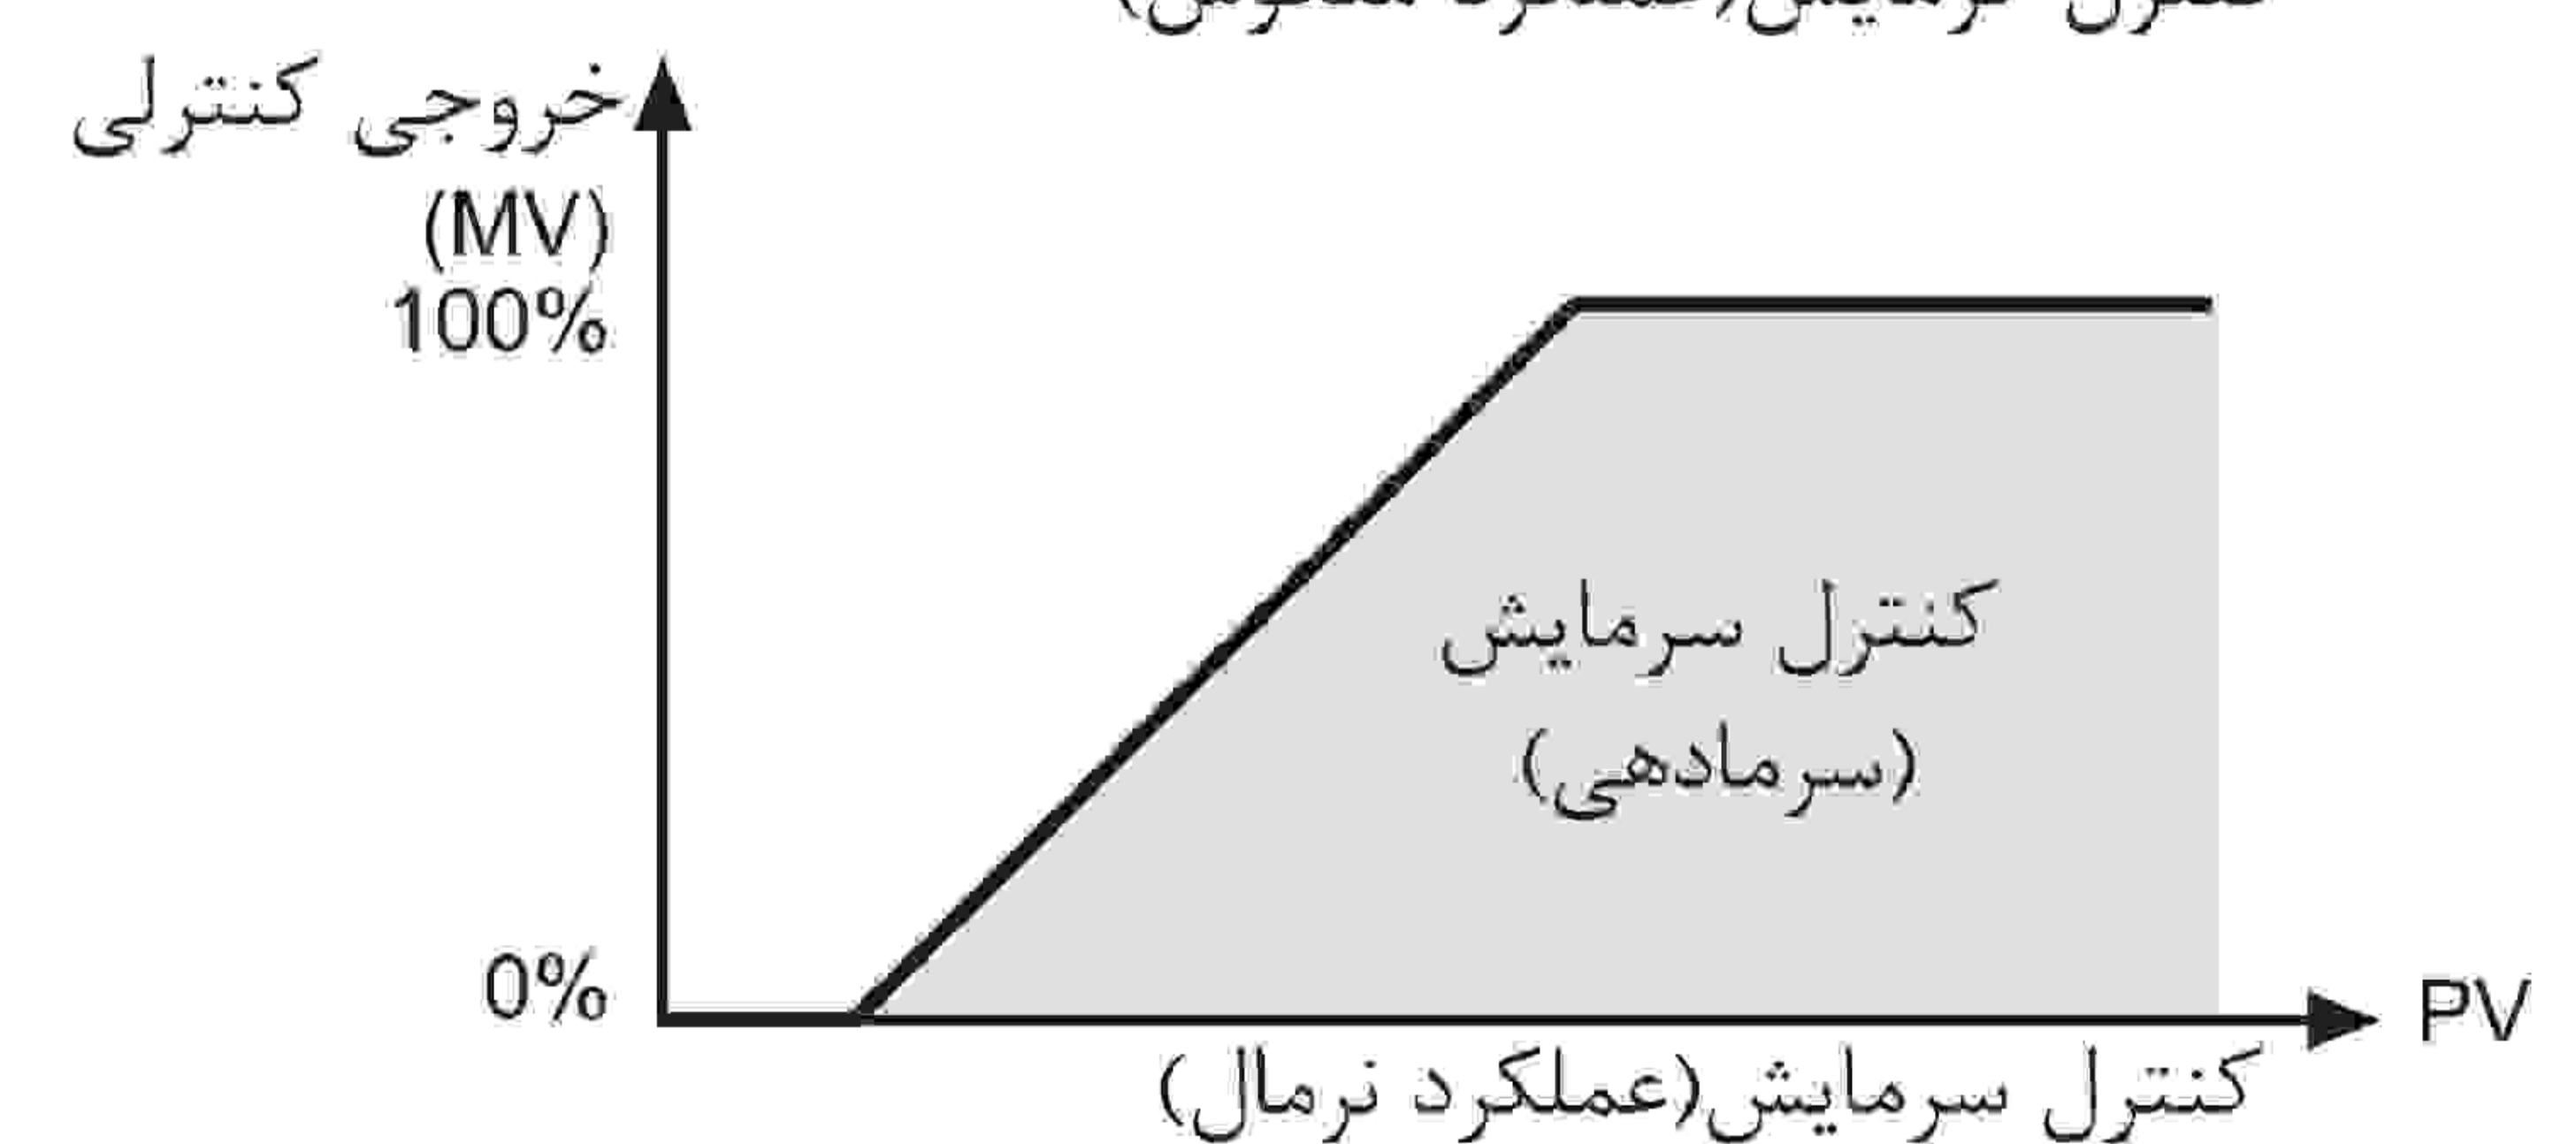 خروجی کنترلی
(MV)
100%
کنترل سرمایش
(سرمادهی)
0%
PV
کنترل سرمایش(عملکرد نرمال)